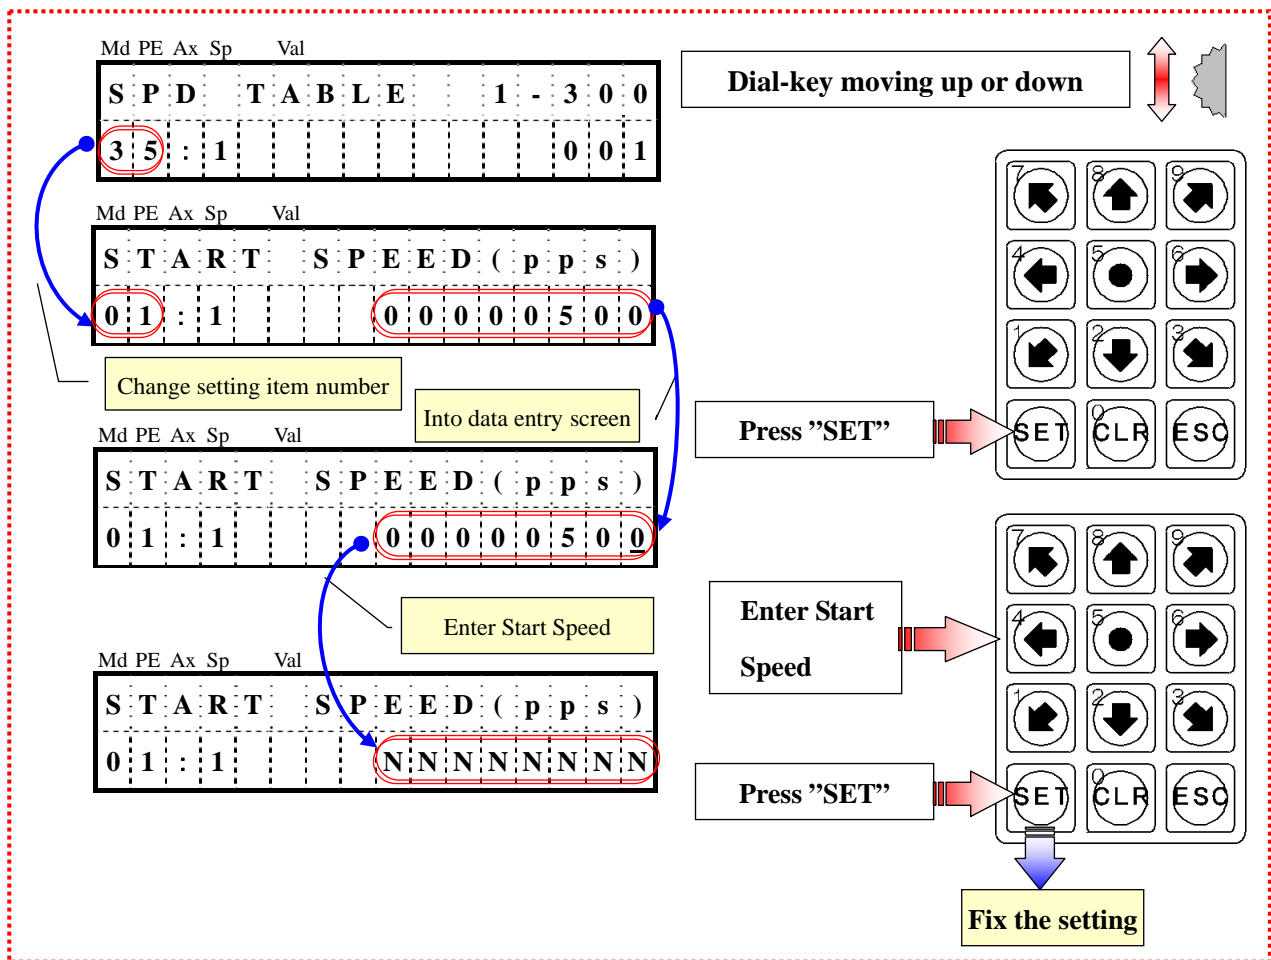 Md PE Ax Sp Val
SPD TABLE 1-300
35:1 001
Dial-key moving up or down
Md PE Ax Sp Val
START SPEED(pps)
01:1 00000500
Change setting item number
Into data entry screen
7 8 9
4 5 6
1 2 3
0
SET CLR ESC
Press ”SET”
Md PE Ax Sp Val
START SPEED(pps)
01:1 00000500
Enter Start Speed
Enter Start
Speed
7 8 9
4 5 6
1 2 3
0
SET CLR ESC
Md PE Ax Sp Val
START SPEED(pps)
01:1 NNNNNNNN
Press ”SET”
Fix the setting